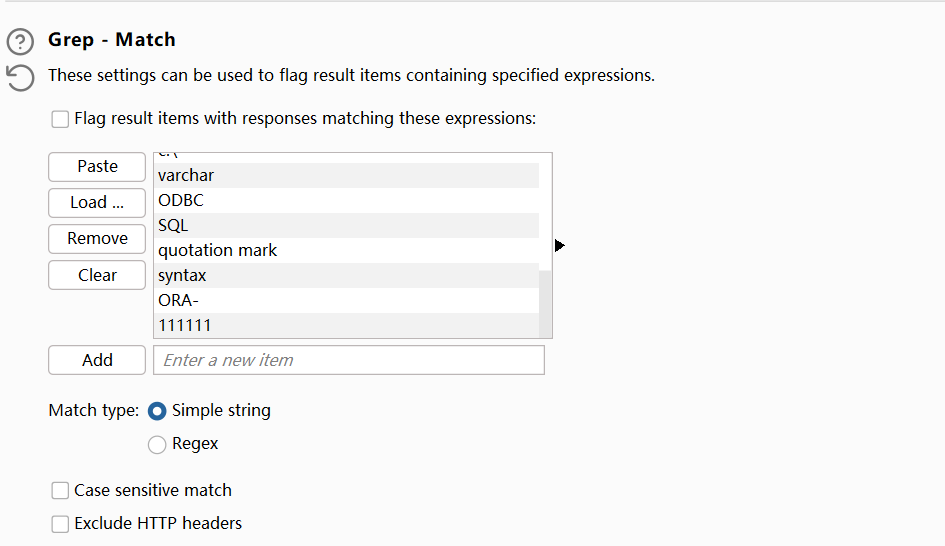 Grep - Match
These settings can be used to flag result items containing specified expressions.
Flag result items with responses matching these expressions:
Paste
Load ...
Remove
Clear
varchar
ODBC
SQL
quotation mark
syntax
ORA-
111111
Add
Enter a new item
Match type:
Simple string
Regex
Case sensitive match
Exclude HTTP headers